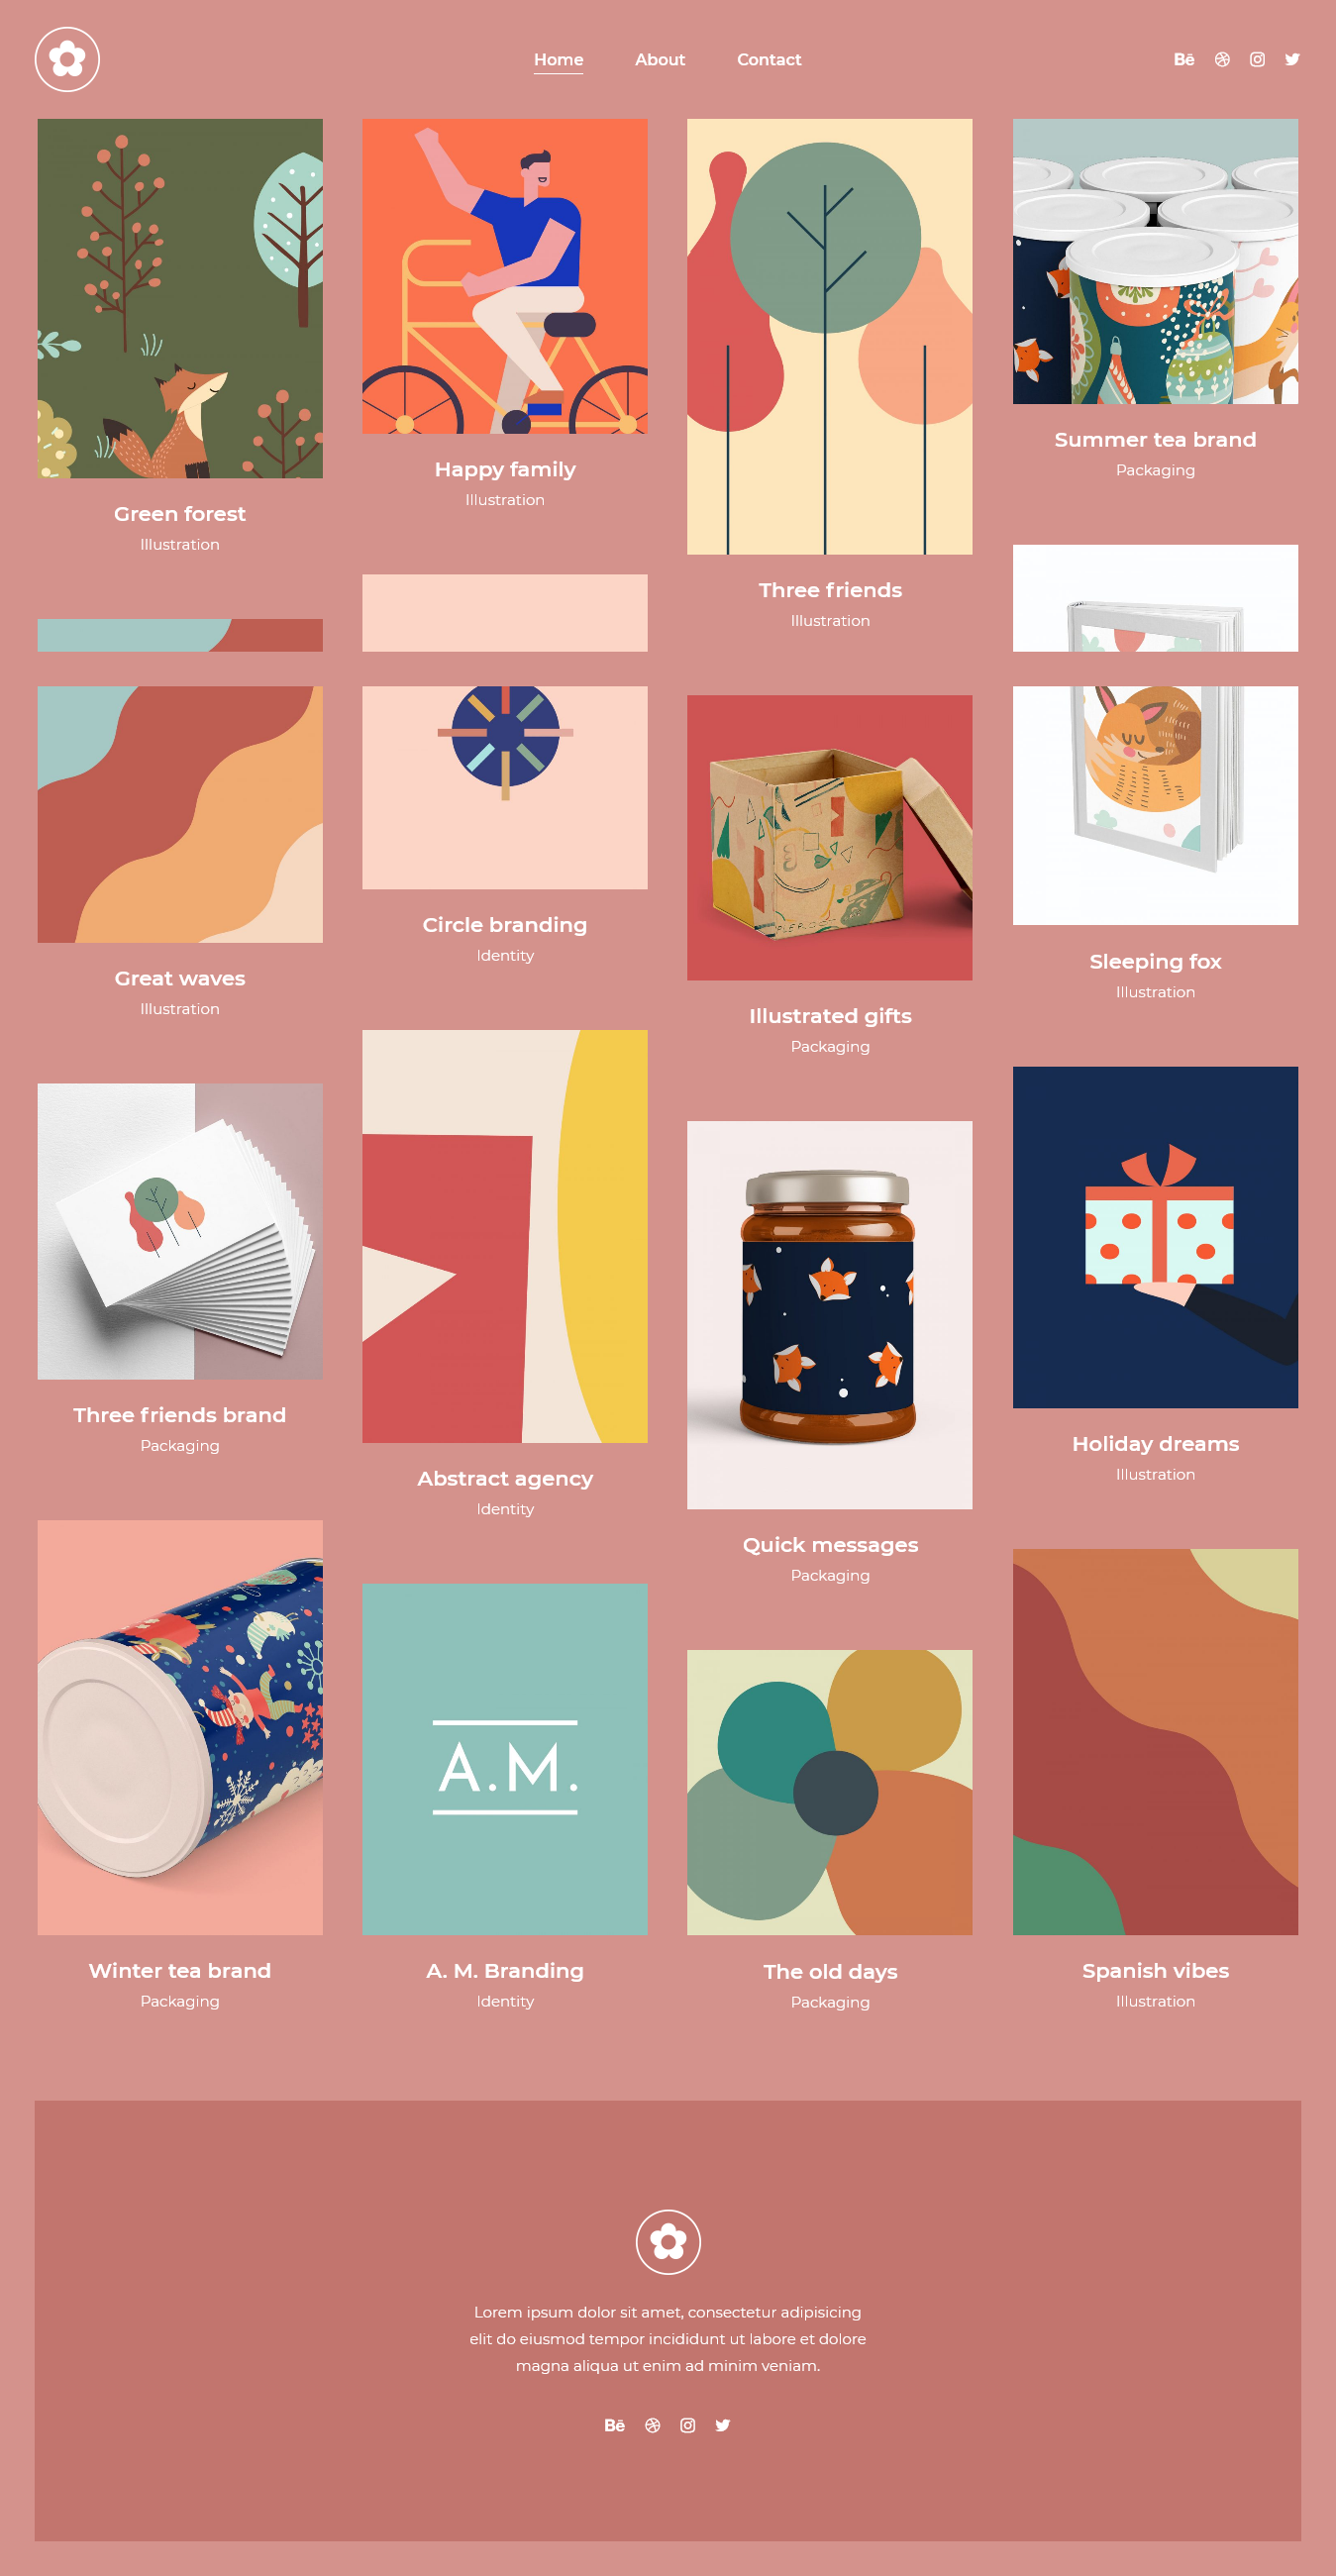 Home
About
Contact
Bē
Green forest
Illustration
Happy family
Illustration
Three friends
Illustration
Summer tea brand
Packaging
Great waves
Illustration
Circle branding
Identity
Illustrated gifts
Packaging
Sleeping fox
Illustration
Three friends brand
Packaging
Abstract agency
Identity
Quick messages
Packaging
Holiday dreams
Illustration
Winter tea brand
Packaging
A.M.
A. M. Branding
Identity
The old days
Packaging
Spanish vibes
Illustration
Lorem ipsum dolor sit amet, consectetur adipisicing
elit do eiusmod tempor incididunt ut labore et dolore
magna aliqua ut enim ad minim veniam.
Bē